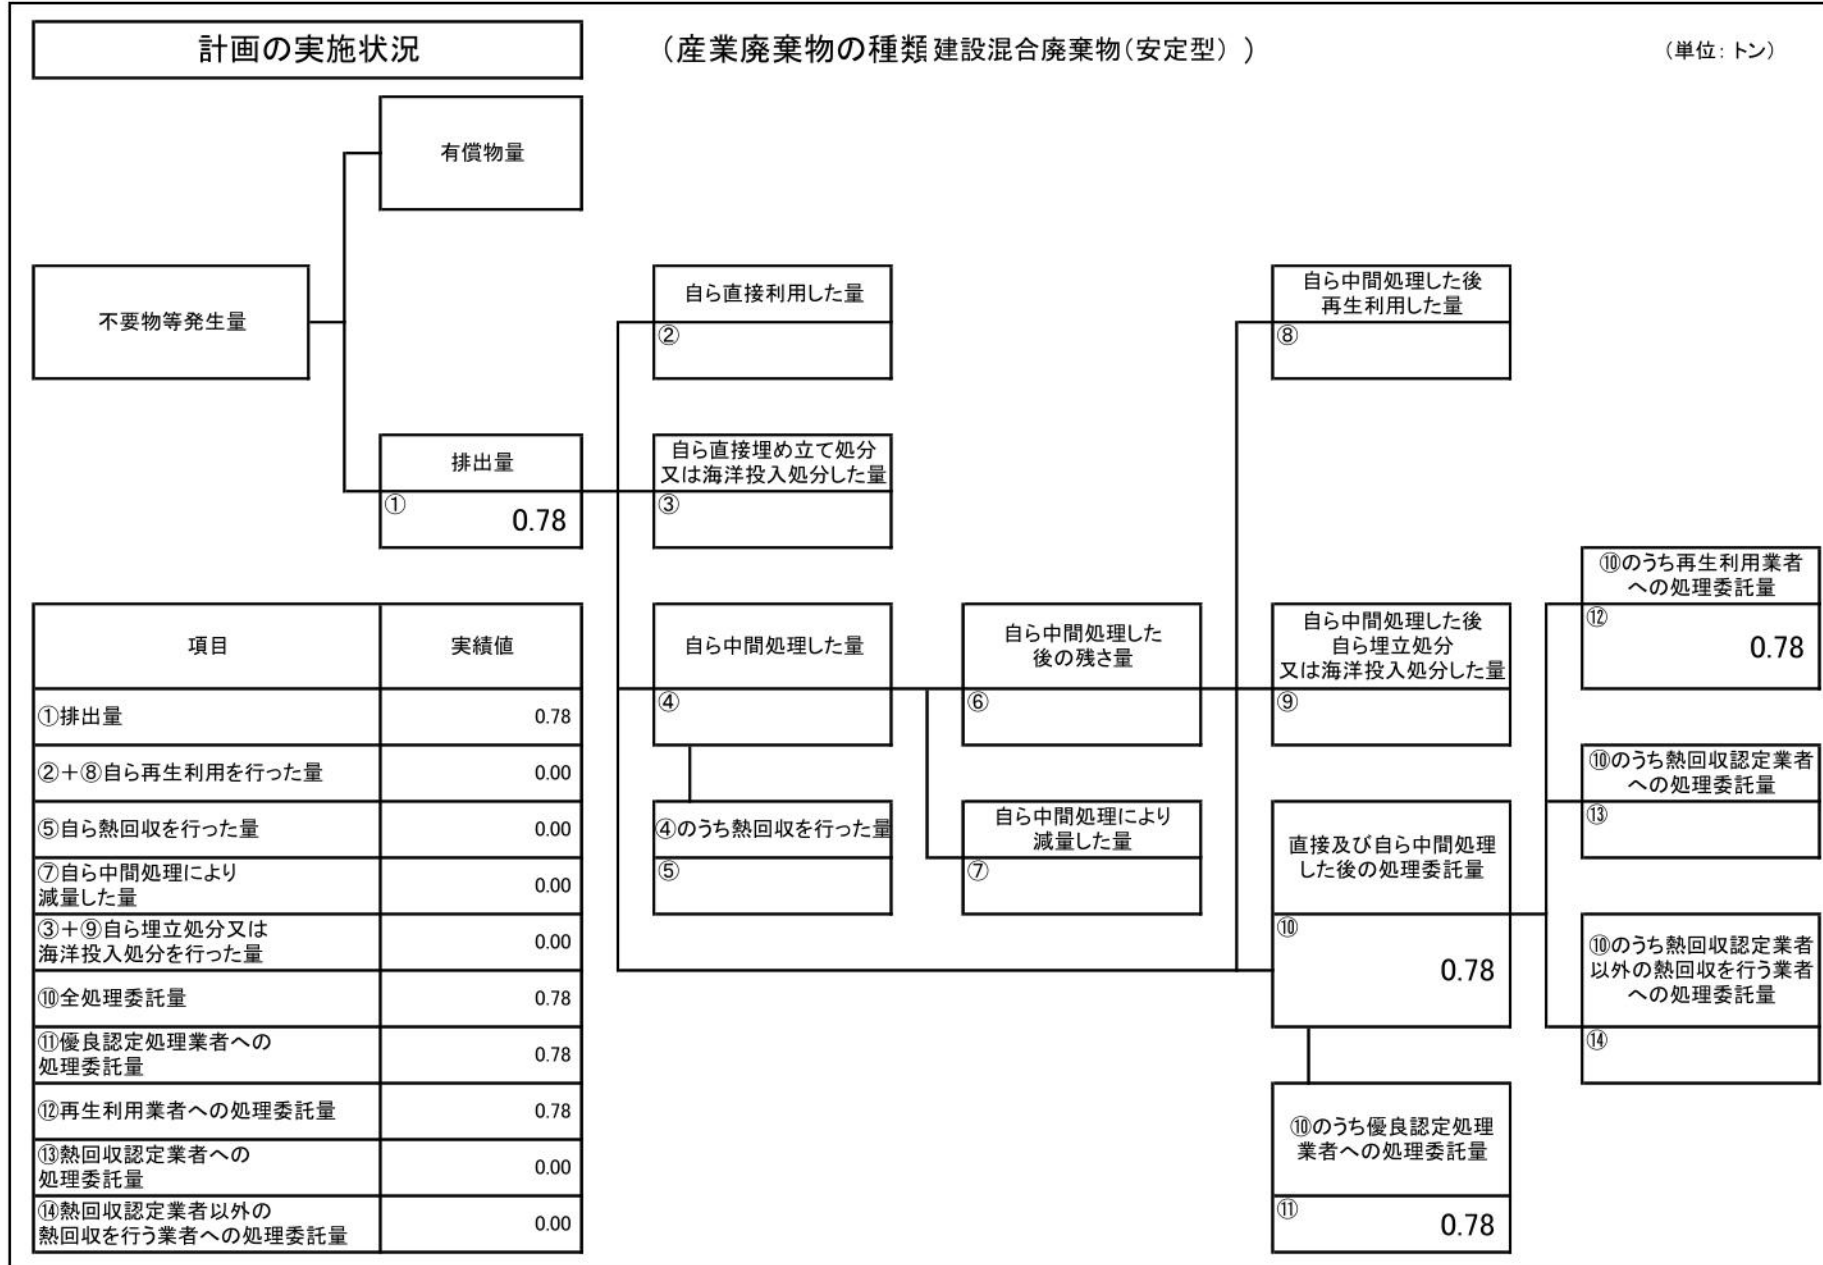 計画の実施状況
（産業廃棄物の種類建設混合廃棄物（安定型））
（単位：トン）
有償物量
不要物等発生量
自ら直接利用した量
②
自ら中間処理した後
再生利用した量
⑧
排出量
①
0.78
自ら直接埋め立て処分
又は海洋投入処分した量
③
⑩のうち再生利用業者
への処理委託量
⑫
0.78
自ら中間処理した量
④
自ら中間処理した
後の残さ量
⑥
自ら中間処理した後
自ら埋立処分
又は海洋投入処分した量
⑨
⑩のうち熱回収認定業者
への処理委託量
⑬
④のうち熱回収を行った量
⑤
自ら中間処理により
減量した量
⑦
直接及び自ら中間処理
した後の処理委託量
⑩
0.78
⑩のうち熱回収認定業者
以外の熱回収を行う業者
への処理委託量
⑭
⑩のうち優良認定処理
業者への処理委託量
⑪
0.78
項目 実績値
①排出量 0.78
②＋⑧自ら再生利用を行った量 0.00
⑤自ら熱回収を行った量 0.00
⑦自ら中間処理により
減量した量 0.00
③＋⑨自ら埋立処分又は
海洋投入処分を行った量 0.00
⑩全処理委託量 0.78
⑪優良認定処理業者への
処理委託量 0.78
⑫再生利用業者への処理委託量 0.78
⑬熱回収認定業者への
処理委託量 0.00
⑭熱回収認定業者以外の
熱回収を行う業者への処理委託量 0.00